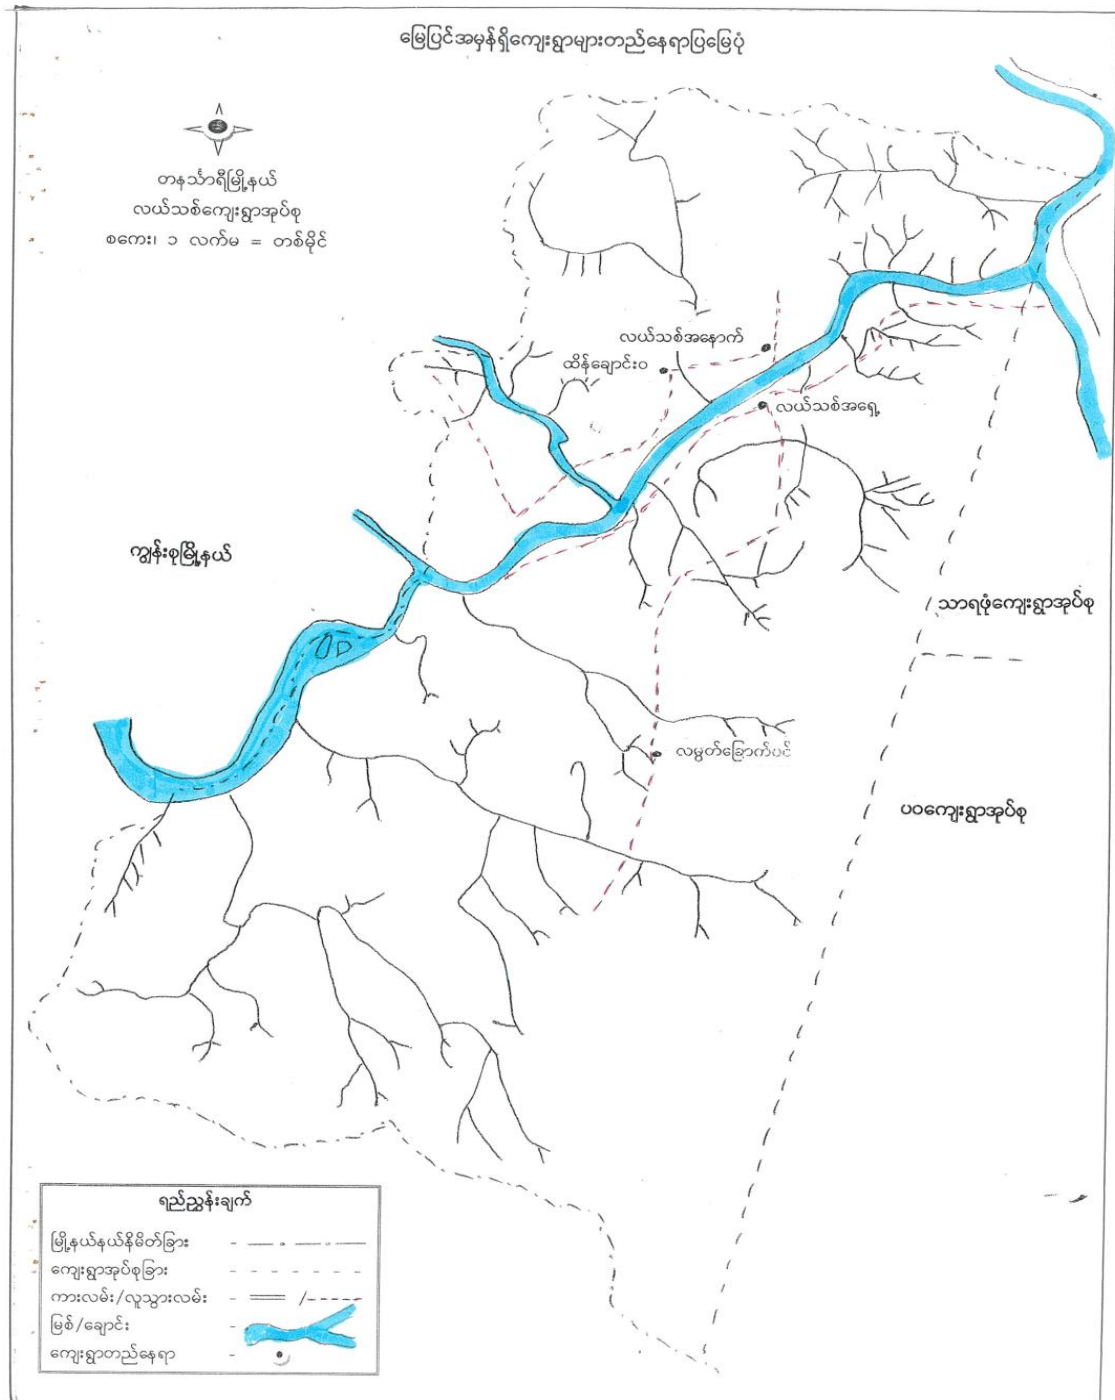 မြေပြင်အမှန်ရှိကျေးရွာများတည်နေရာပြမြေပုံ
တနင်္သာရီမြို့နယ်
လယ်သစ်ကျေးရွာအုပ်စု
စကေး၊ ၁ လက်မ = တစ်မိုင်
လယ်သစ်အနောက်
ထိန်ချောင်းဝ
လယ်သစ်အရှေ့
ကျွန်းစုမြို့နယ်
သာရဖုံကျေးရွာအုပ်စု
လမွတ်ခြောက်ပင်
ပဝကျေးရွာအုပ်စု
ရည်ညွှန်းချက်
မြို့နယ်နယ်နိမိတ်ခြား
ကျေးရွာအုပ်စုခြား
ကားလမ်း/လူသွားလမ်း
မြစ်/ချောင်း
ကျေးရွာတည်နေရာ